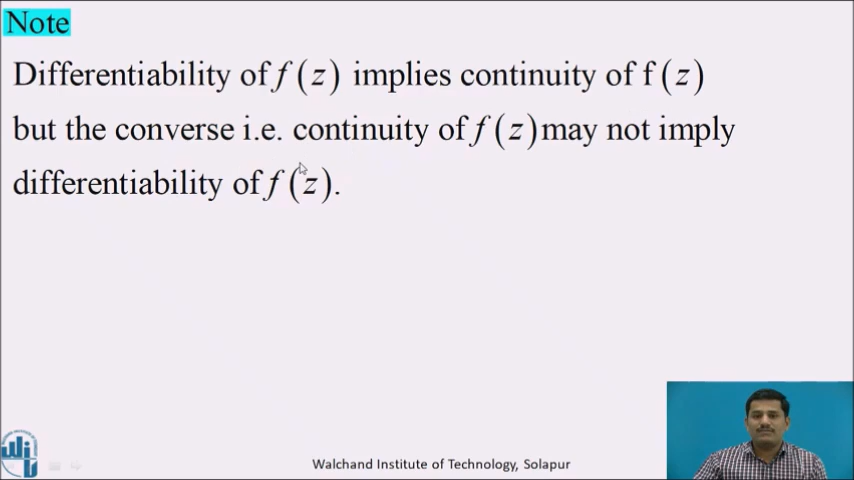 Note
Differentiability of f(z) implies continuity of f(z)
but the converse i.e. continuity of f(z) may not imply
differentiability of f(z).
Walchand Institute of Technology, Solapur